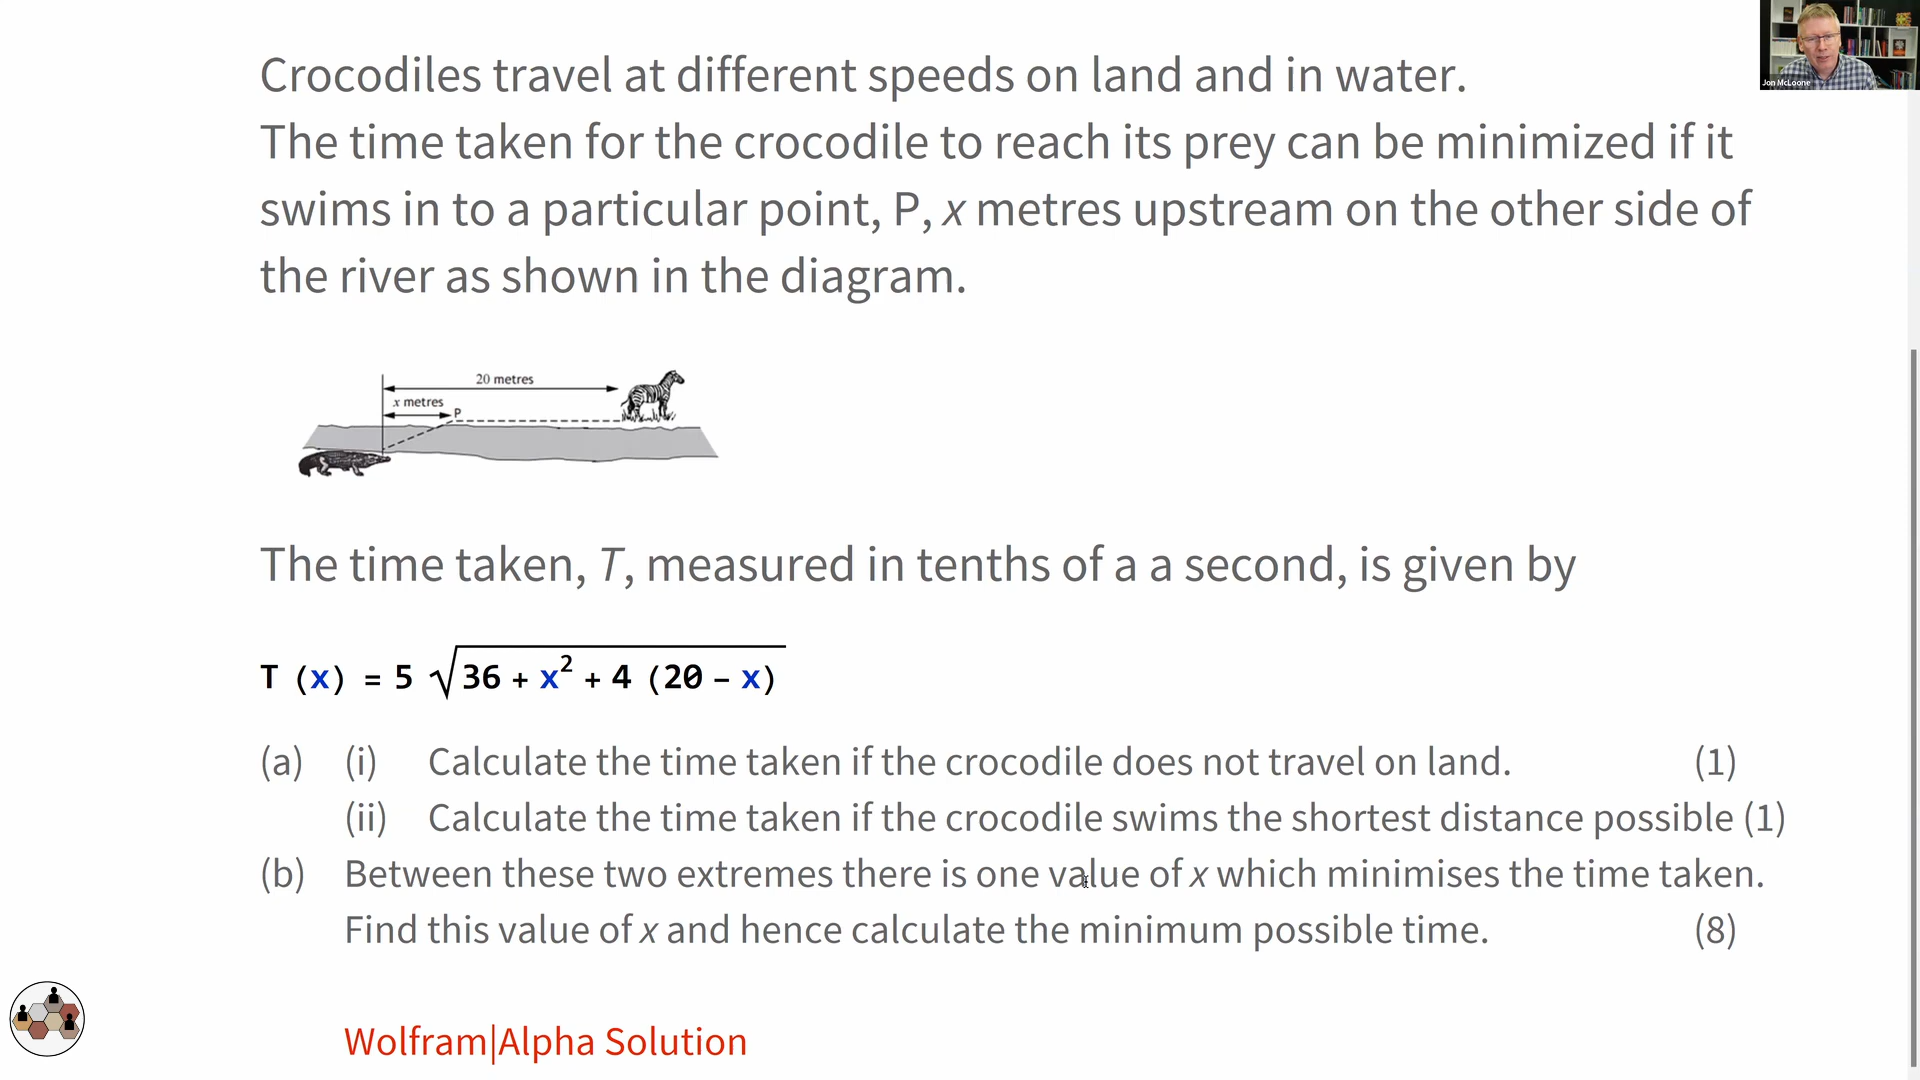 Crocodiles travel at different speeds on land and in water.
The time taken for the crocodile to reach its prey can be minimized if it
swims in to a particular point, P, x metres upstream on the other side of
the river as shown in the diagram.
Jon McLoone
20 metres
x metres
P
The time taken, T, measured in tenths of a a second, is given by
T (x) = 5 √36 + x² + 4 (20 – x)
(a) (i) Calculate the time taken if the crocodile does not travel on land. (1)
(ii) Calculate the time taken if the crocodile swims the shortest distance possible (1)
(b) Between these two extremes there is one value of x which minimises the time taken.
Find this value of x and hence calculate the minimum possible time. (8)
Wolfram|Alpha Solution